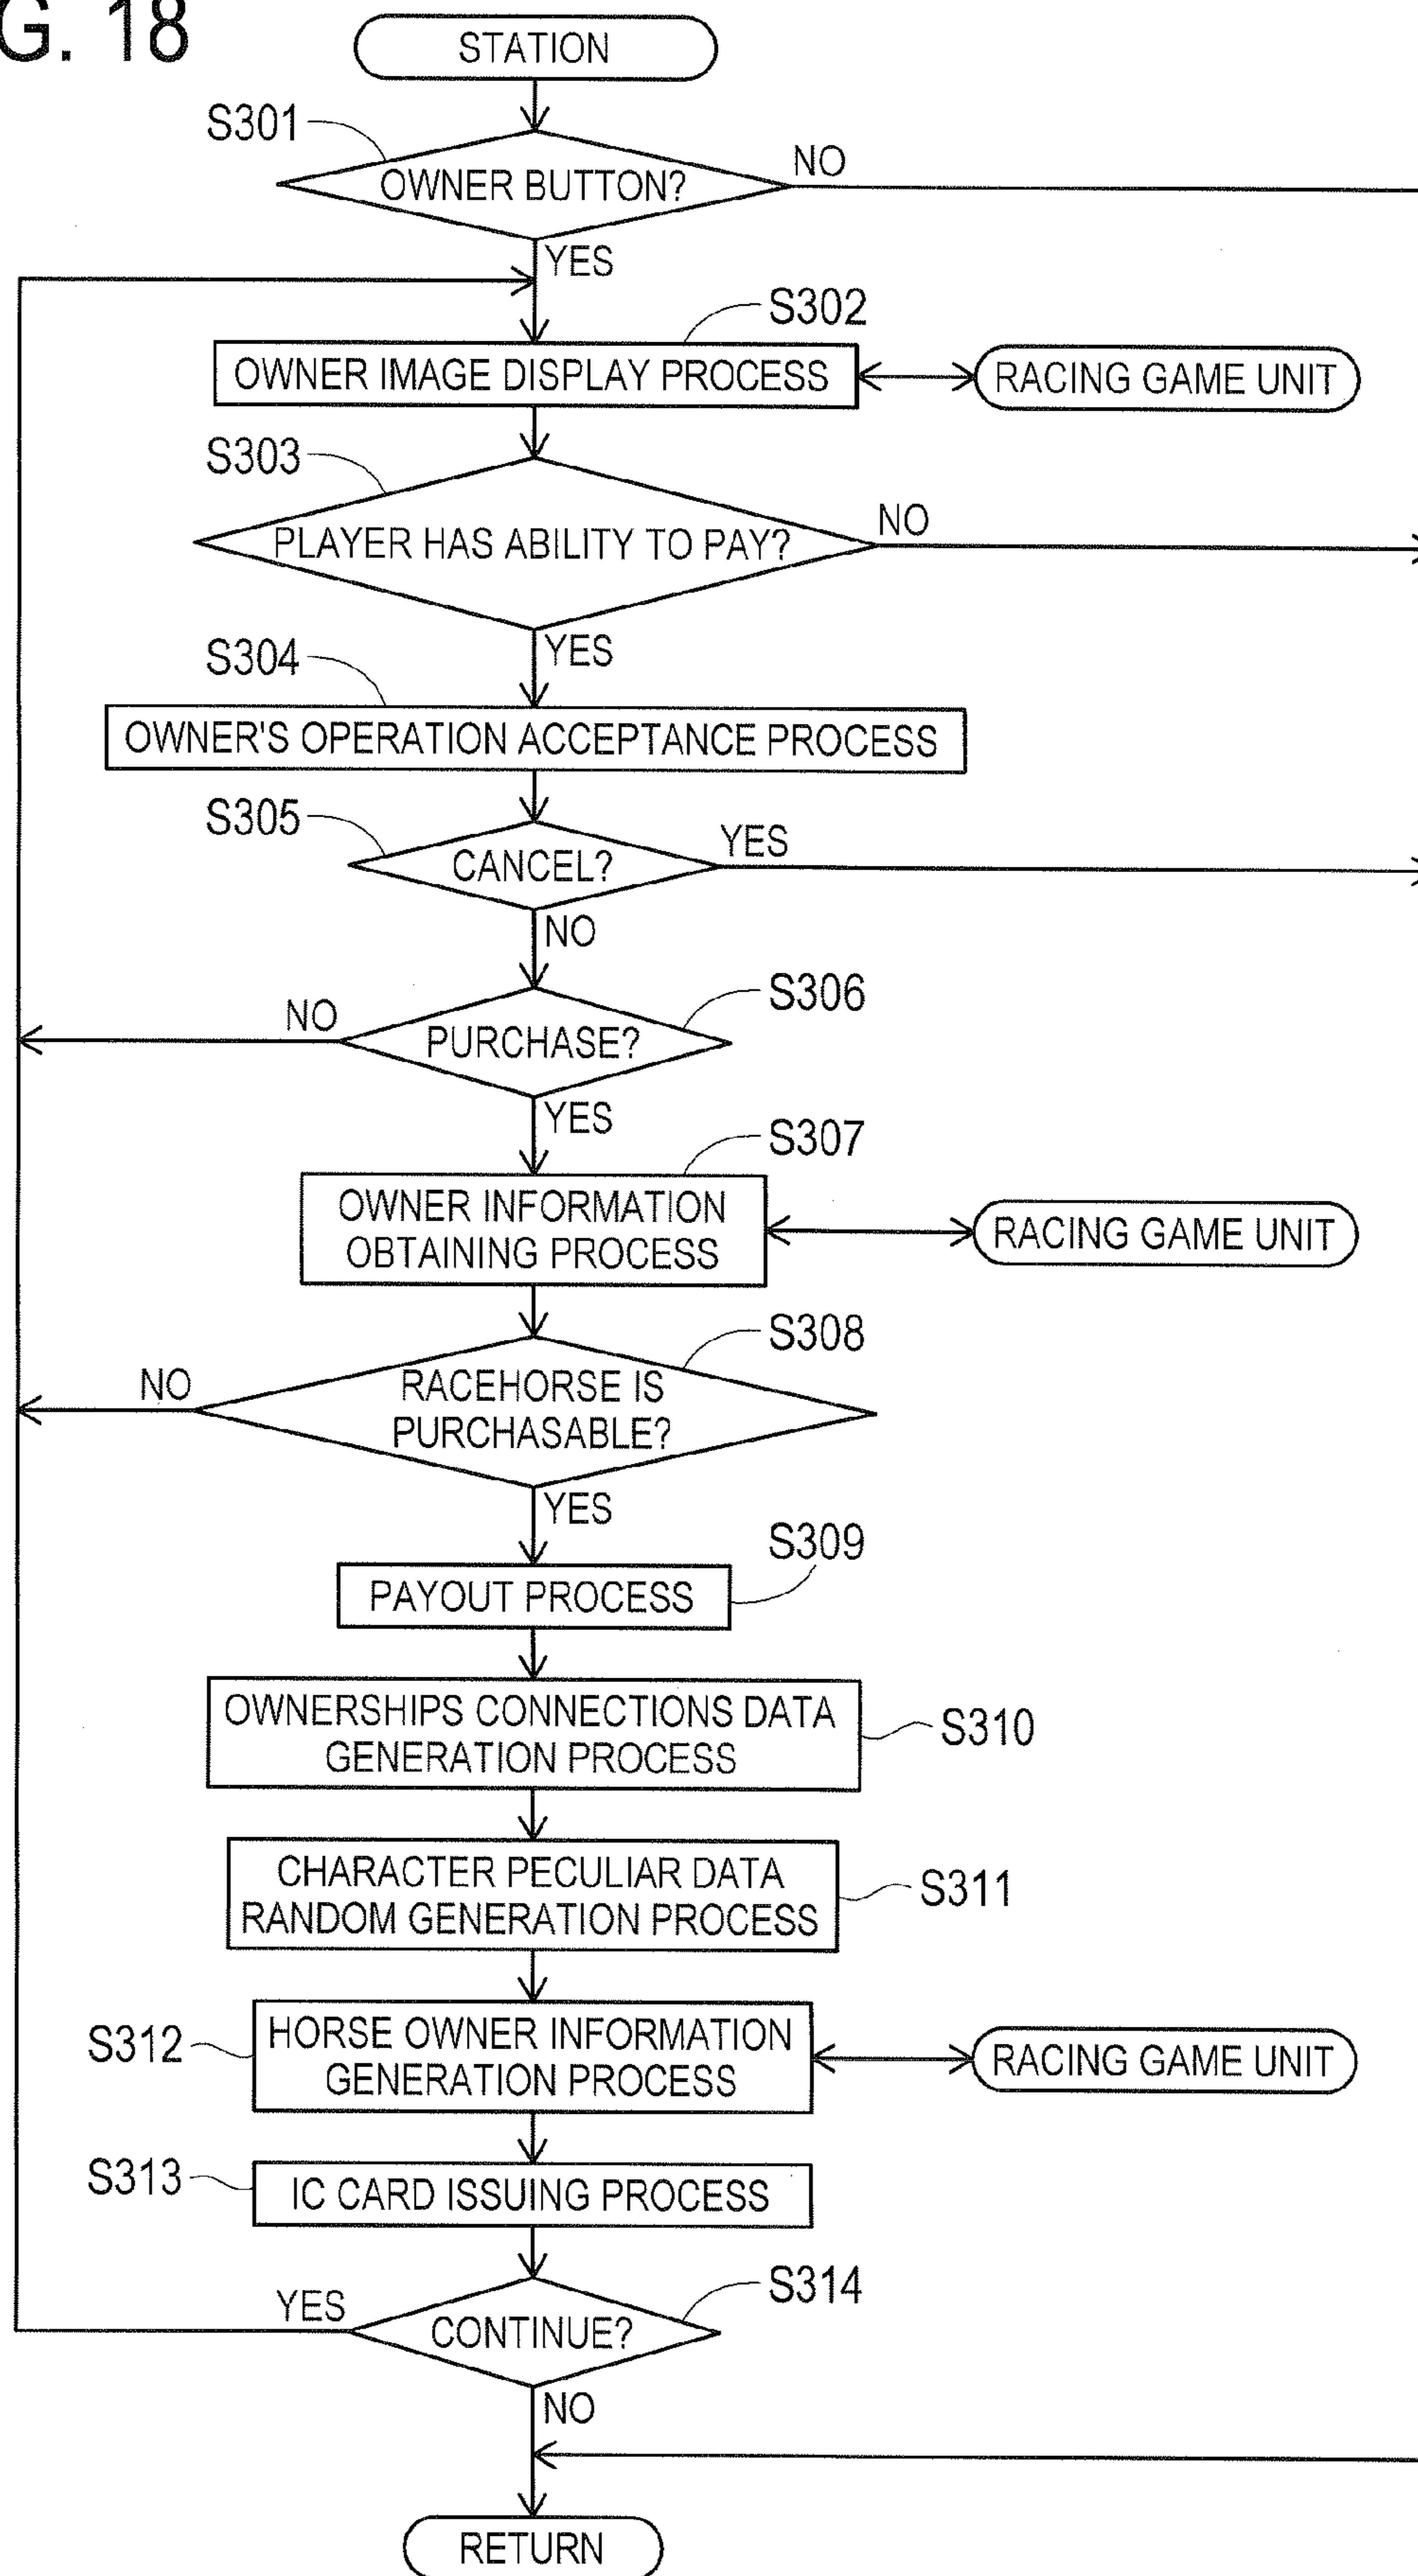 G. 18
STATION
S301
OWNER BUTTON?
NO
YES
S302
OWNER IMAGE DISPLAY PROCESS
RACING GAME UNIT
S303
PLAYER HAS ABILITY TO PAY?
NO
YES
S304
OWNER'S OPERATION ACCEPTANCE PROCESS
S305
CANCEL?
YES
NO
S306
PURCHASE?
NO
YES
S307
OWNER INFORMATION
OBTAINING PROCESS
RACING GAME UNIT
S308
RACEHORSE IS
PURCHASABLE?
NO
YES
S309
PAYOUT PROCESS
OWNERSHIPS CONNECTIONS DATA
GENERATION PROCESS
S310
CHARACTER PECULIAR DATA
RANDOM GENERATION PROCESS
S311
S312
HORSE OWNER INFORMATION
GENERATION PROCESS
RACING GAME UNIT
S313
IC CARD ISSUING PROCESS
S314
YES
CONTINUE?
NO
RETURN